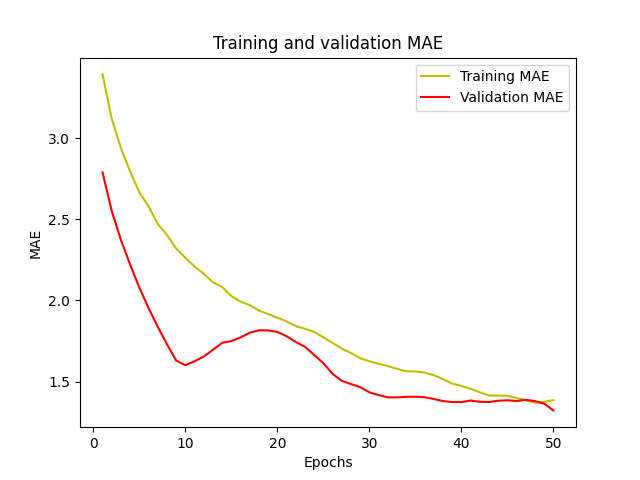 Training and validation MAE
Training MAE
Validation MAE
3.0
2.5
2.0
1.5
MAE
0 10 20 30 40 50
Epochs